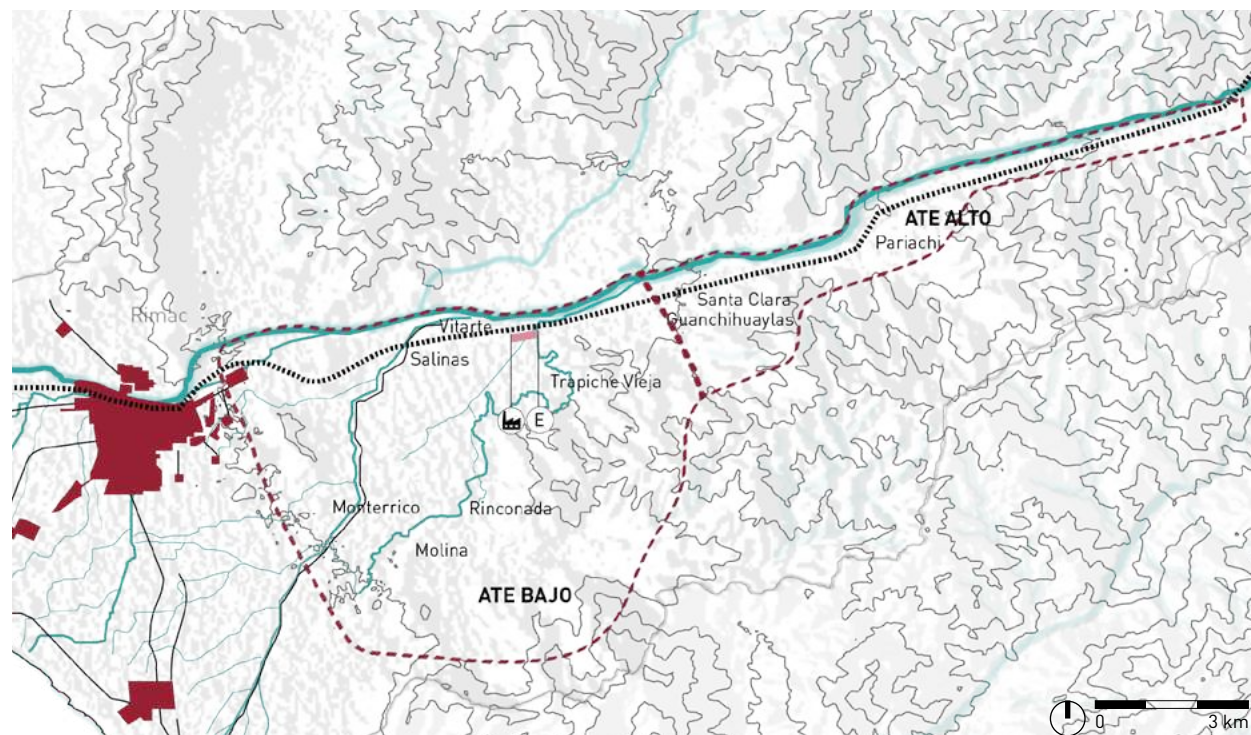 ATE ALTO
Pariachi
Santa Clara
Guanchihuaylas
Rimac
Vitarte
Salinas
Trapiche Vieja
E
Monterrico
Rinconada
Molina
ATE BAJO
0
3 km